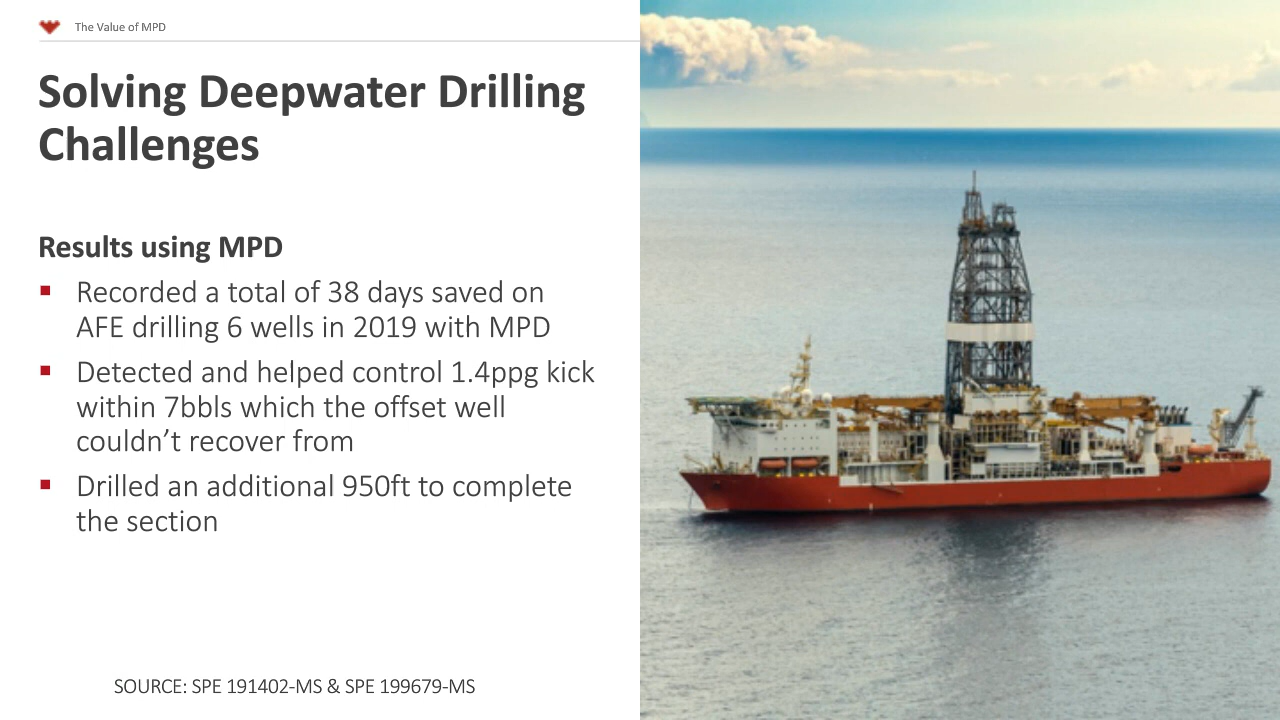 The Value of MPD
Solving Deepwater Drilling
Challenges
Results using MPD
Recorded a total of 38 days saved on
AFE drilling 6 wells in 2019 with MPD
Detected and helped control 1.4ppg kick
within 7bbls which the offset well
couldn’t recover from
Drilled an additional 950ft to complete
the section
SOURCE: SPE 191402-MS & SPE 199679-MS